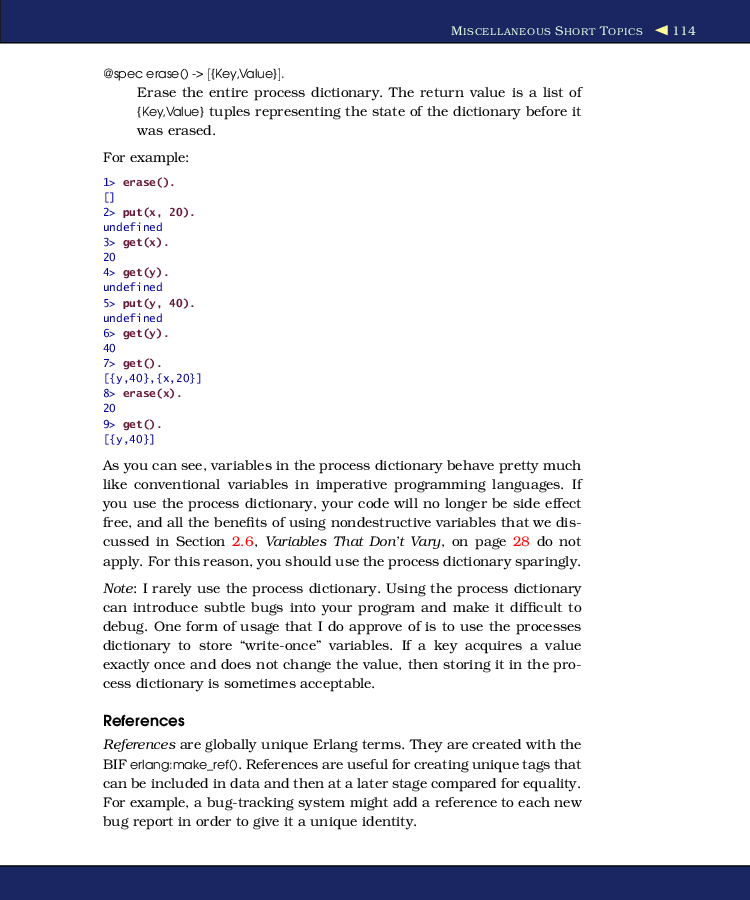 MISCELLANEOUS SHORT TOPICS ◄ 114
@spec erase() -> [{Key,Value}].
Erase the entire process dictionary. The return value is a list of
{Key,Value} tuples representing the state of the dictionary before it
was erased.
For example:
1> erase().
[]
2> put(x, 20).
undefined
3> get(x).
20
4> get(y).
undefined
5> put(y, 40).
undefined
6> get(y).
40
7> get().
[{y,40},{x,20}]
8> erase(x).
20
9> get().
[{y,40}]
As you can see, variables in the process dictionary behave pretty much
like conventional variables in imperative programming languages. If
you use the process dictionary, your code will no longer be side effect
free, and all the benefits of using nondestructive variables that we dis-
cussed in Section 2.6, Variables That Don't Vary, on page 28 do not
apply. For this reason, you should use the process dictionary sparingly.
Note: I rarely use the process dictionary. Using the process dictionary
can introduce subtle bugs into your program and make it difficult to
debug. One form of usage that I do approve of is to use the processes
dictionary to store “write-once” variables. If a key acquires a value
exactly once and does not change the value, then storing it in the pro-
cess dictionary is sometimes acceptable.
References
References are globally unique Erlang terms. They are created with the
BIF erlang:make_ref(). References are useful for creating unique tags that
can be included in data and then at a later stage compared for equality.
For example, a bug-tracking system might add a reference to each new
bug report in order to give it a unique identity.